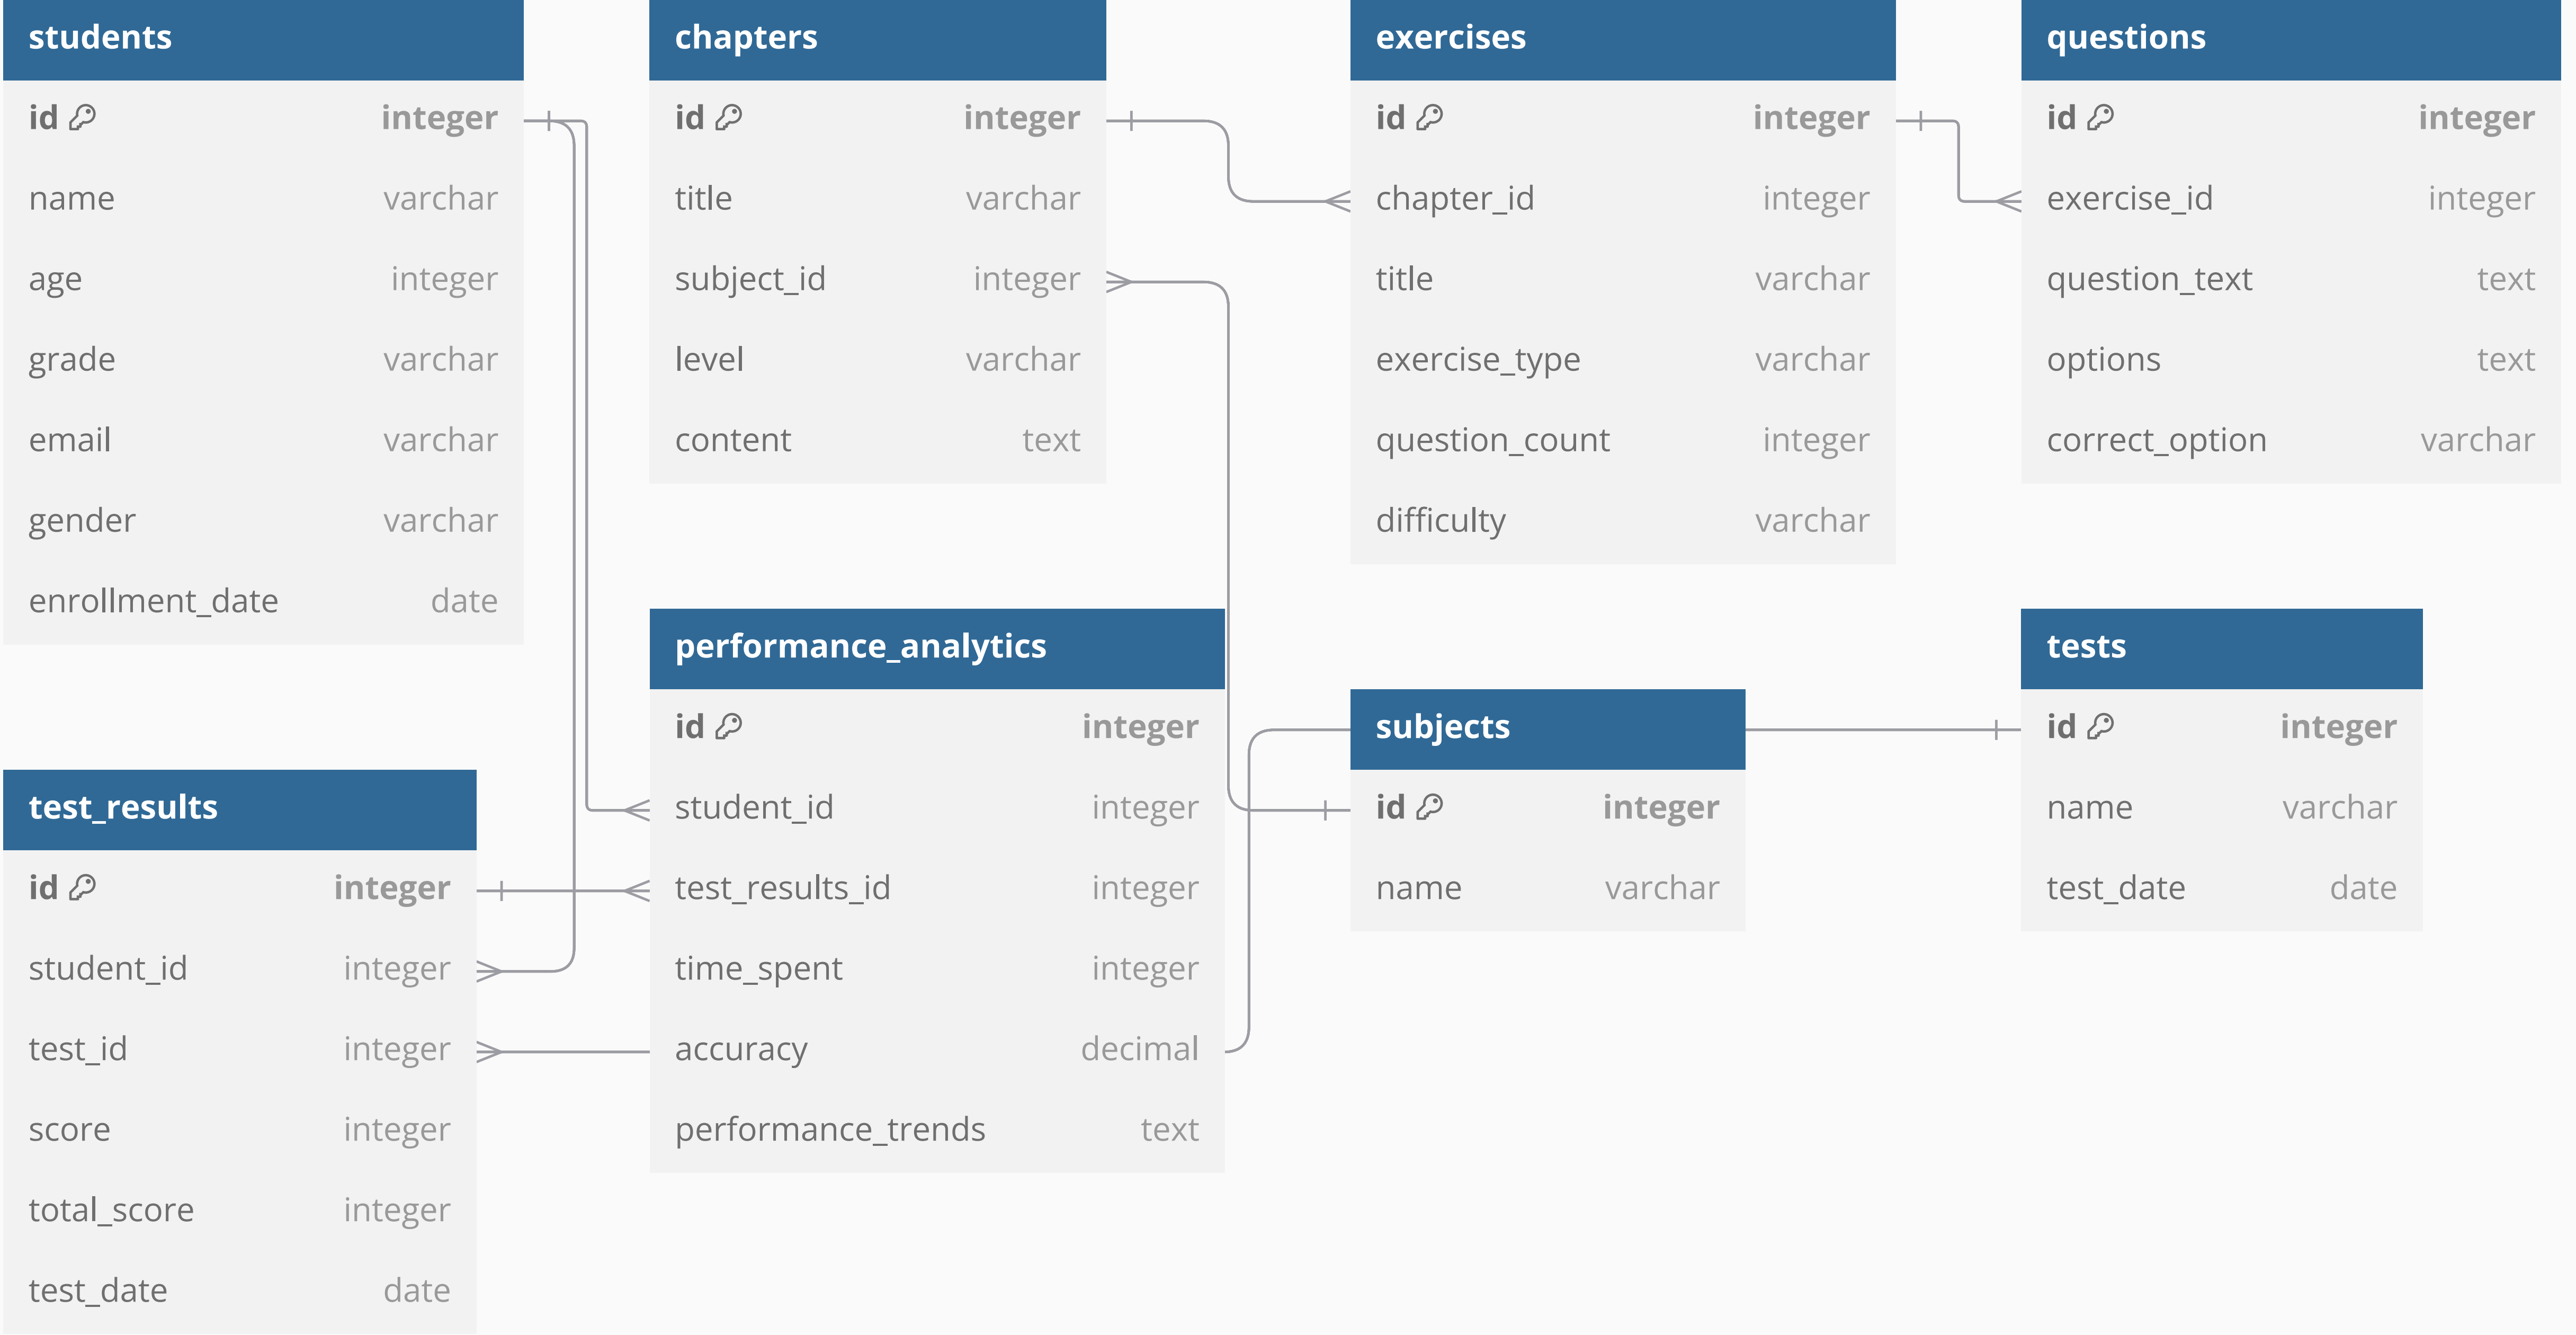 students
id integer
name varchar
age integer
grade varchar
email varchar
gender varchar
enrollment_date date
chapters
id integer
title varchar
subject_id integer
level varchar
content text
exercises
id integer
chapter_id integer
title varchar
exercise_type varchar
question_count integer
difficulty varchar
questions
id integer
exercise_id integer
question_text text
options text
correct_option varchar
performance_analytics
id integer
student_id integer
test_results_id integer
time_spent integer
accuracy decimal
performance_trends text
subjects
id integer
name varchar
tests
id integer
name varchar
test_date date
test_results
id integer
student_id integer
test_id integer
score integer
total_score integer
test_date date